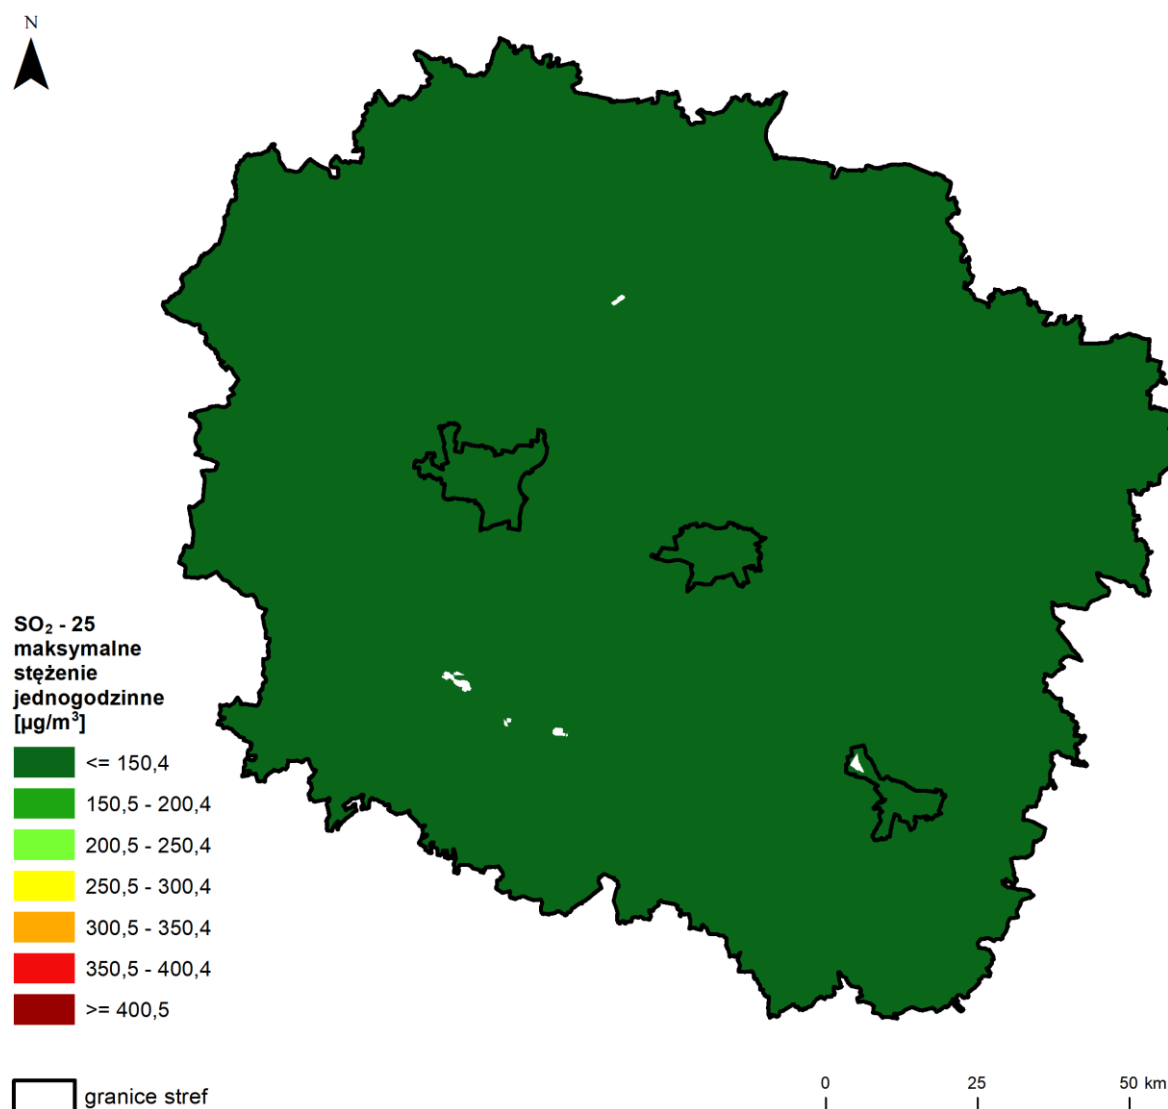 N
SO₂ - 25
maksymalne
stężenie
jednogodzinne
[µg/m³]
<= 150,4
150,5 - 200,4
200,5 - 250,4
250,5 - 300,4
300,5 - 350,4
350,5 - 400,4
>= 400,5
granice stref
0 25 50 km